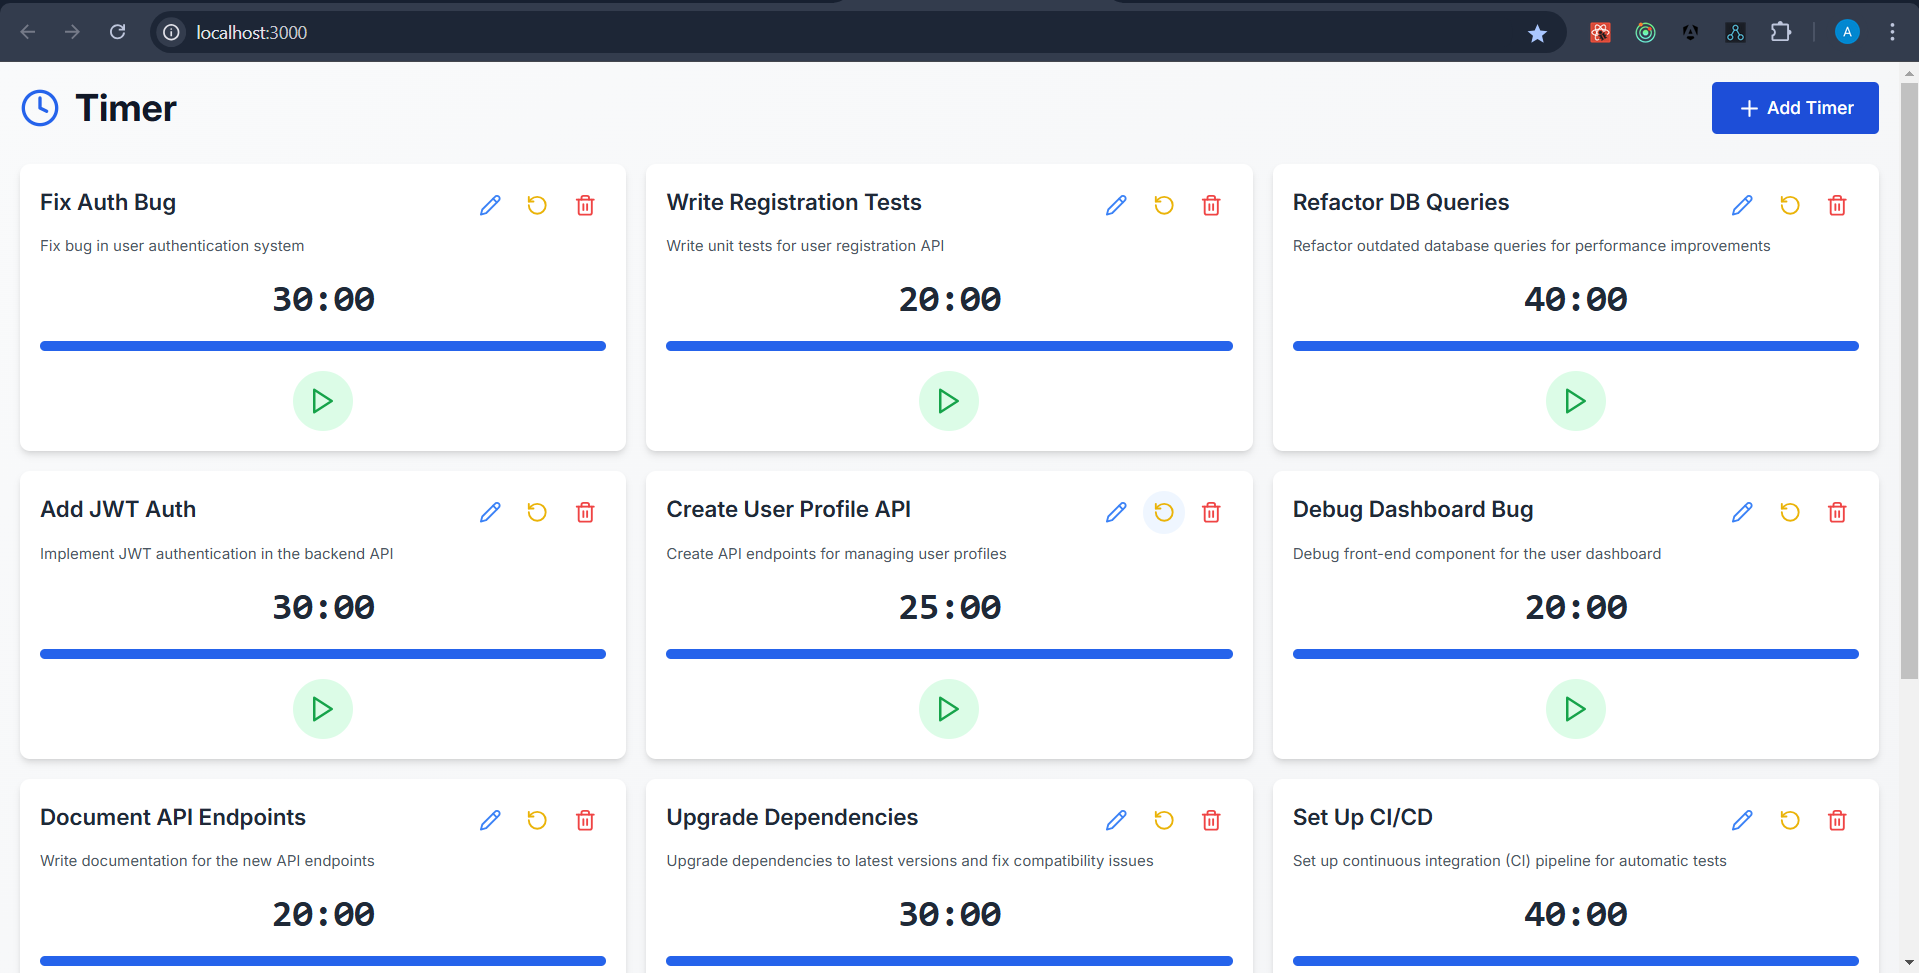 localhost:3000
A
Timer
Add Timer
Fix Auth Bug
Fix bug in user authentication system
30:00
Write Registration Tests
Write unit tests for user registration API
20:00
Refactor DB Queries
Refactor outdated database queries for performance improvements
40:00
Add JWT Auth
Implement JWT authentication in the backend API
30:00
Create User Profile API
Create API endpoints for managing user profiles
25:00
Debug Dashboard Bug
Debug front-end component for the user dashboard
20:00
Document API Endpoints
Write documentation for the new API endpoints
20:00
Upgrade Dependencies
Upgrade dependencies to latest versions and fix compatibility issues
30:00
Set Up CI/CD
Set up continuous integration (CI) pipeline for automatic tests
40:00